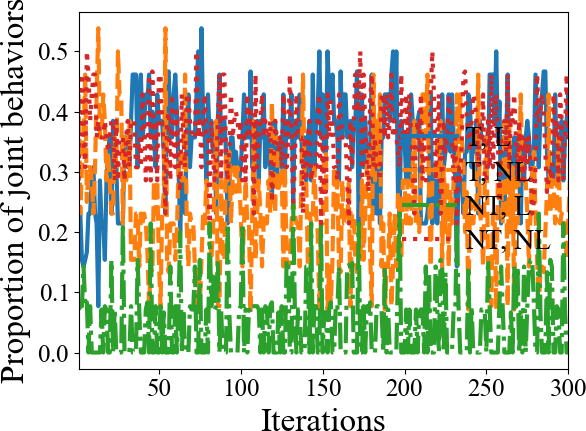 Proportion of joint behaviors
0.5
0.4
0.3
0.2
0.1
0.0
T, L
T, NL
NT, L
NT, NL
50 100 150 200 250 300
Iterations